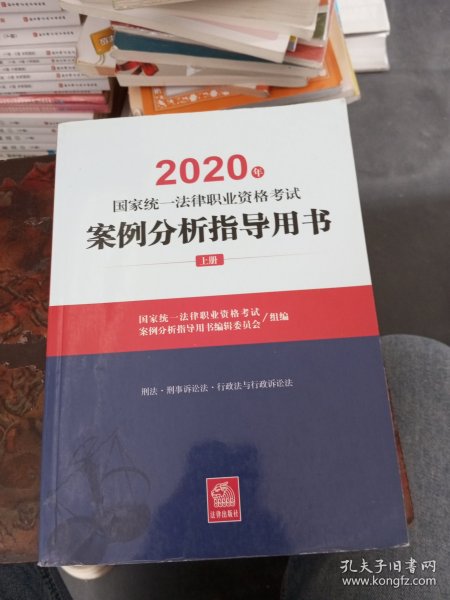 2020年
国家统一法律职业资格考试
案例分析指导用书
上册
国家统一法律职业资格考试
案例分析指导用书编辑委员会/组编
刑法·刑事诉讼法·行政法与行政诉讼法
法律出版社
孔夫子旧书网
www.kongfz.com